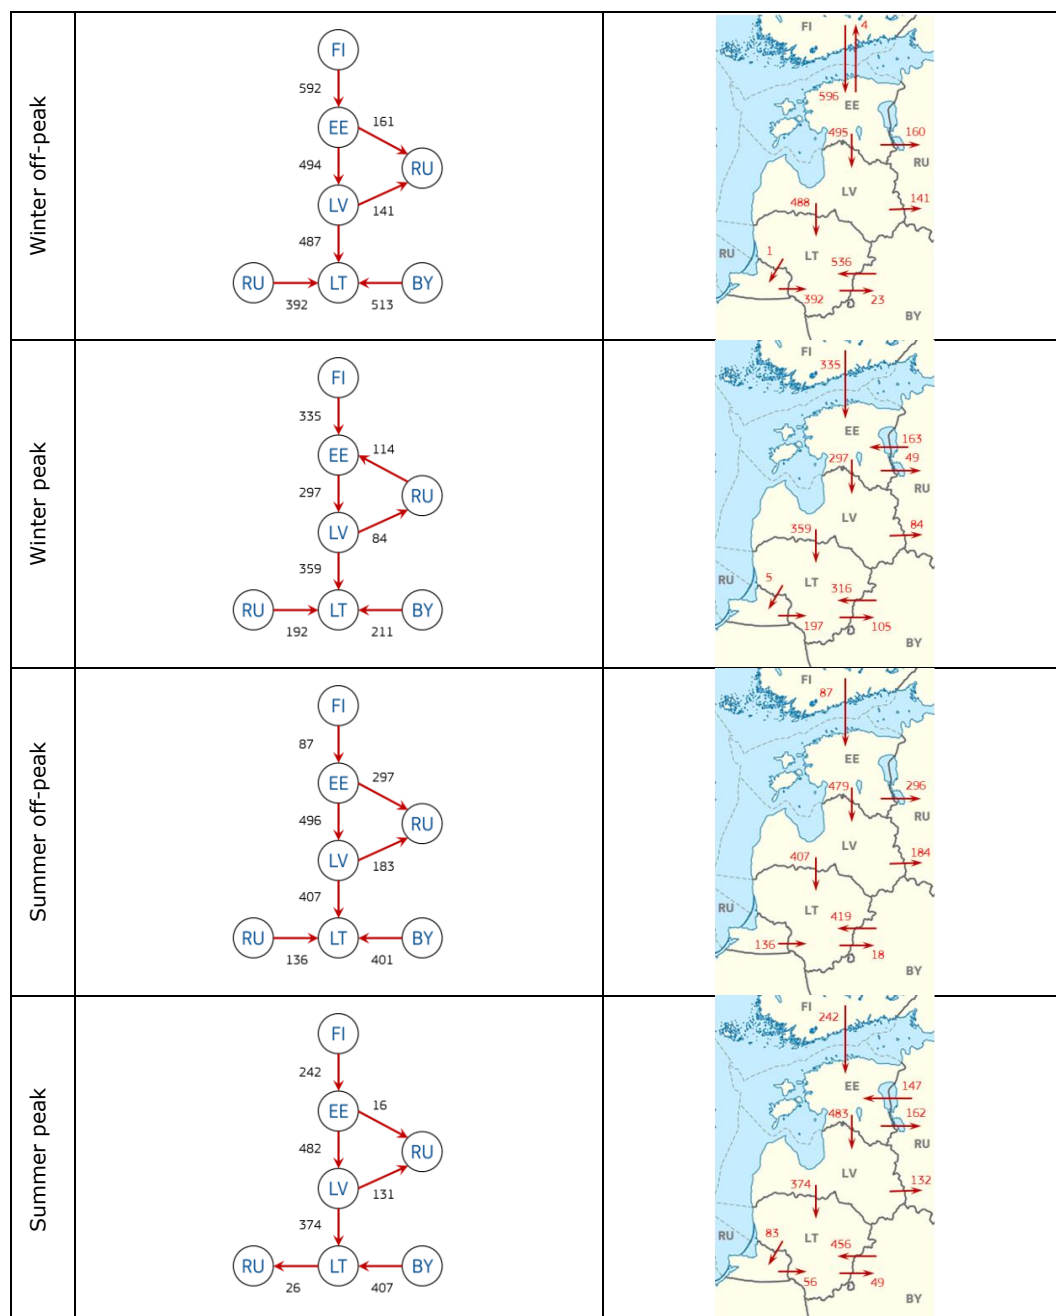 Winter off-peak
FI
592
EE
161
494
RU
LV
141
487
RU
LT
BY
392
513
FI
4
596
EE
495
160
RU
LV
488
141
RU
1
LT
536
392
23
BY
Winter peak
FI
335
EE
114
297
RU
LV
84
359
RU
LT
BY
192
211
FI
335
EE
163
297
49
RU
LV
359
84
RU
5
LT
316
197
105
BY
Summer off-peak
FI
87
EE
297
496
RU
LV
183
407
RU
LT
BY
136
401
FI
87
EE
479
296
RU
LV
407
184
RU
LT
419
136
18
BY
Summer peak
FI
242
EE
16
482
RU
LV
131
374
RU
LT
BY
26
407
FI
242
EE
147
483
162
RU
LV
374
132
RU
83
LT
456
56
49
BY